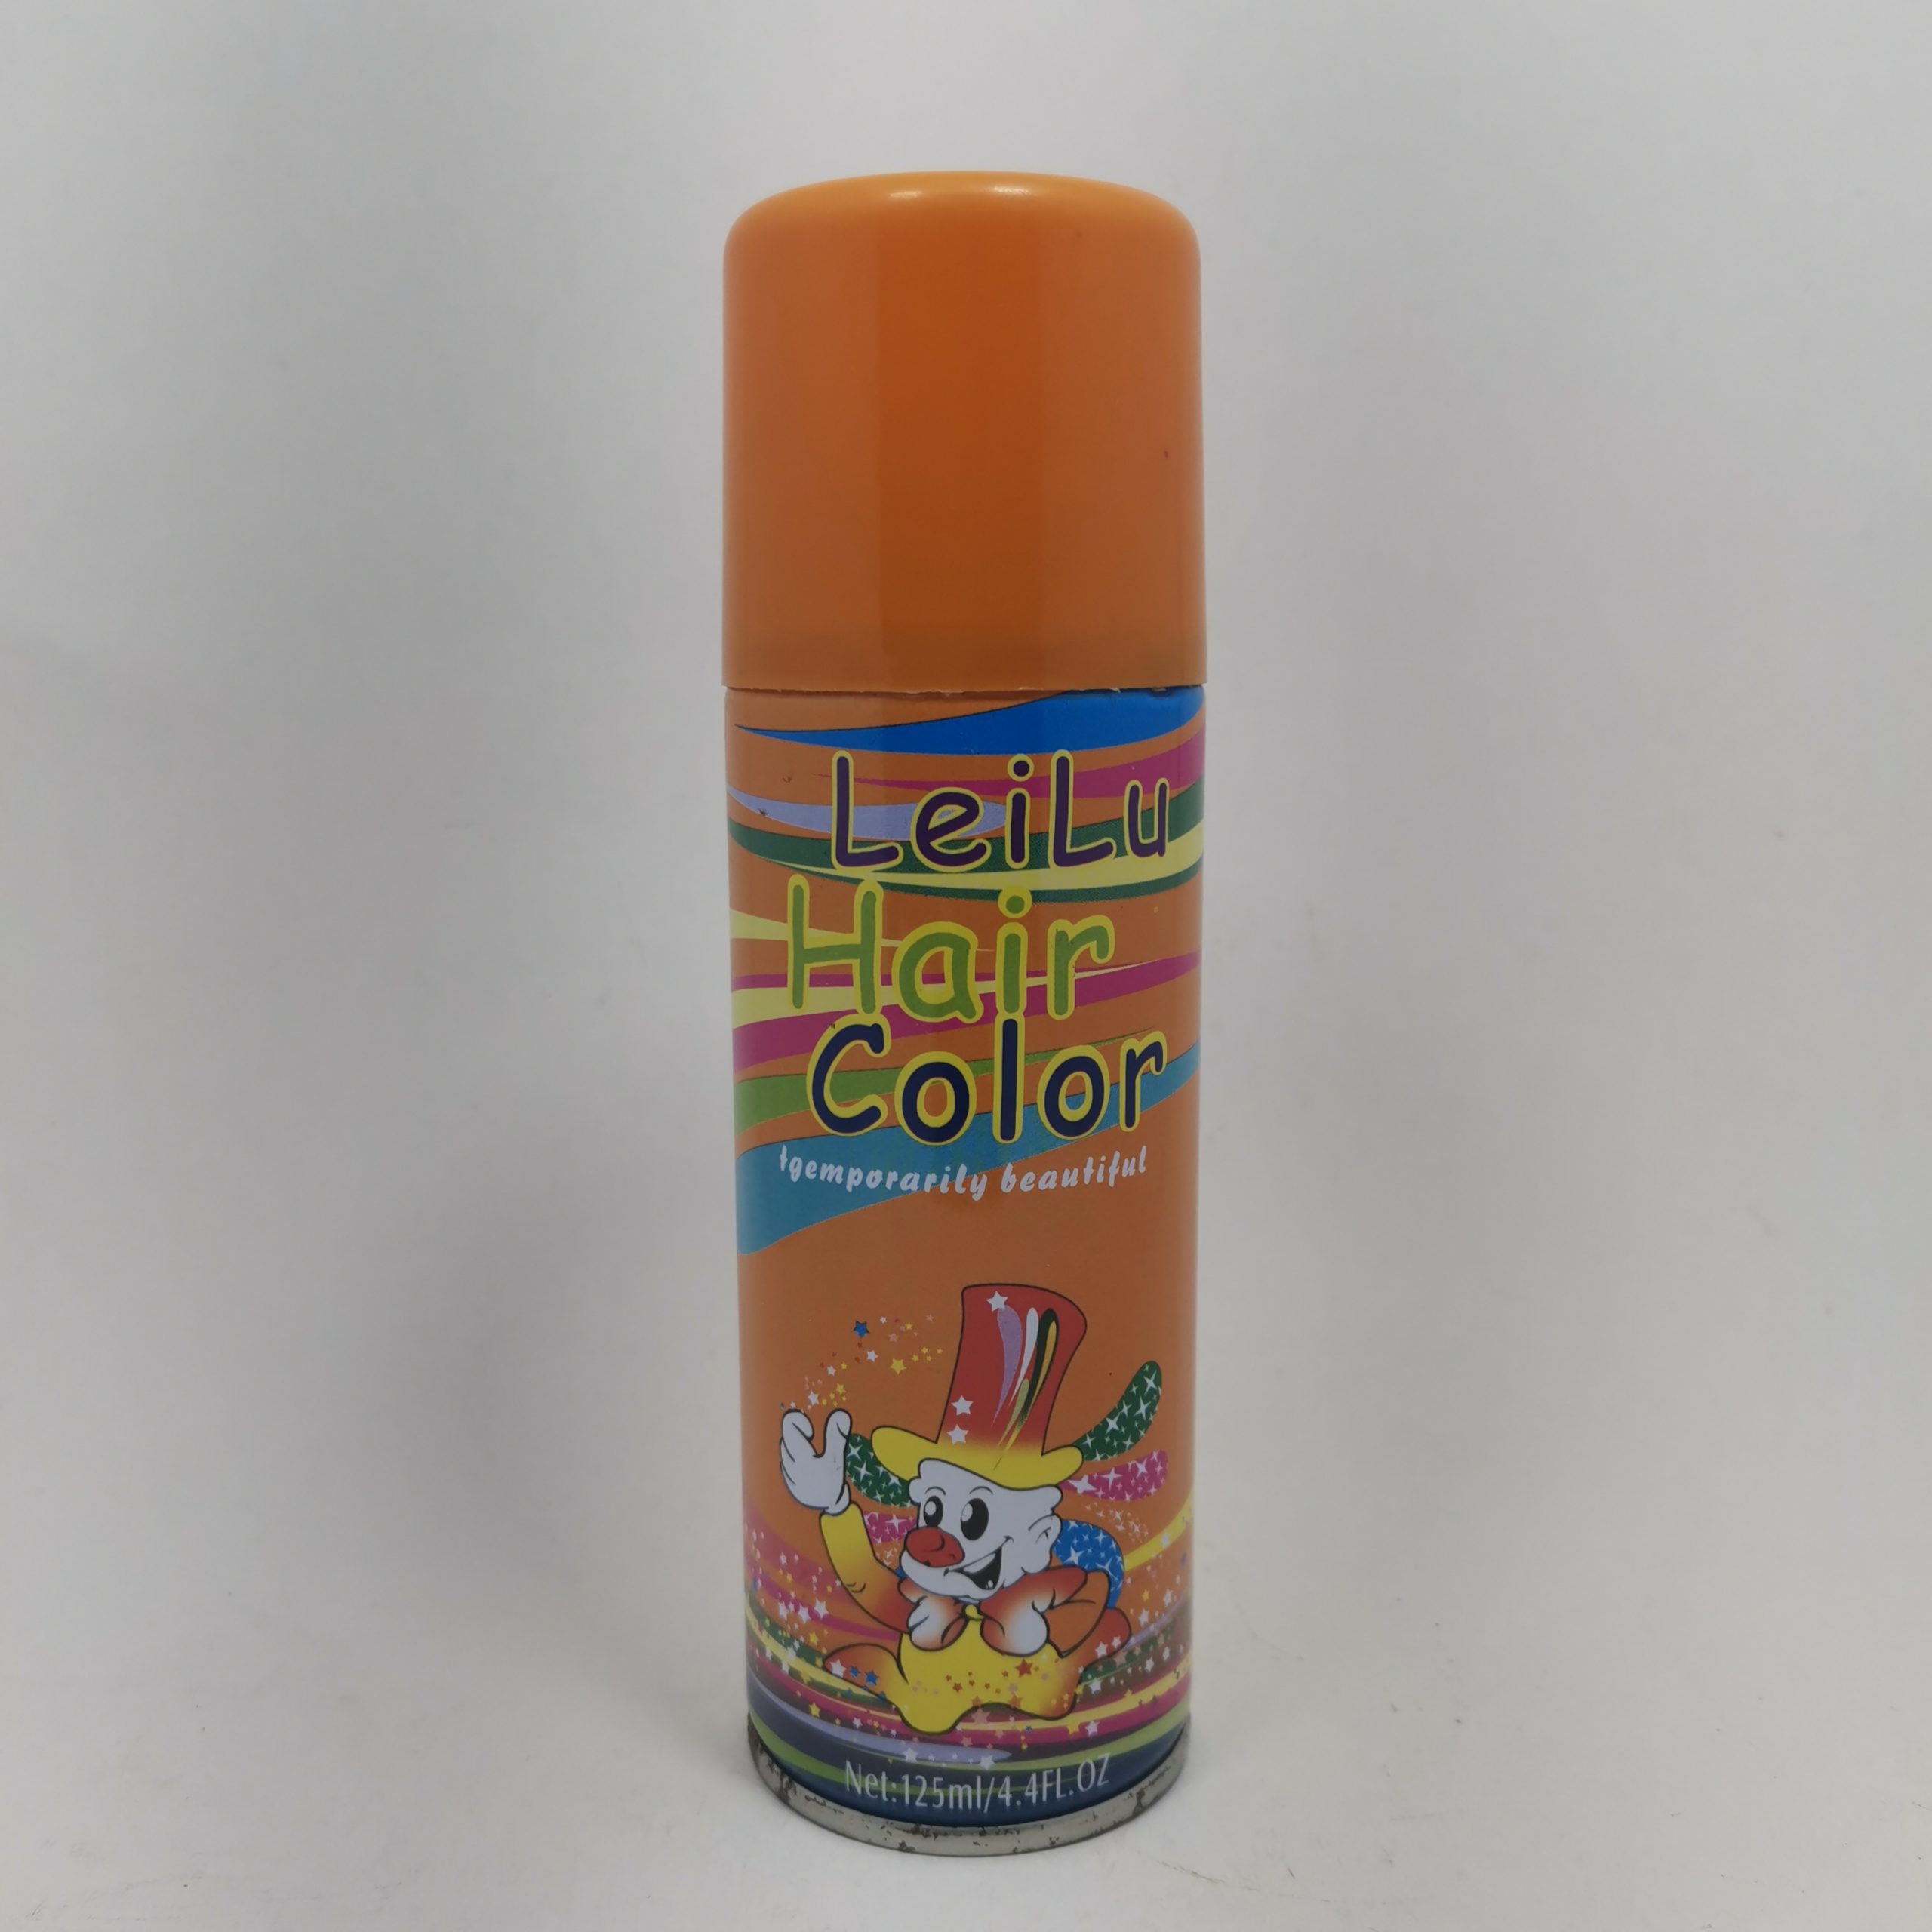 LeiLu
Hair
Color
tgemporarily beautiful
Net:125ml/4.4FL.OZ